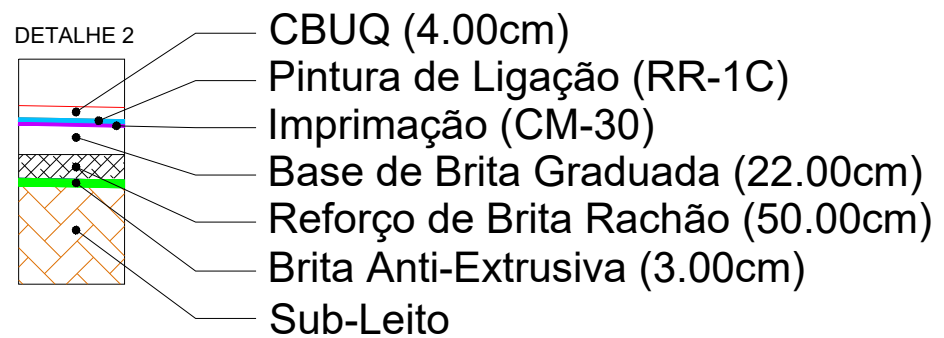 DETALHE 2
CBUQ (4.00cm)
Pintura de Ligação (RR-1C)
Imprimação (CM-30)
Base de Brita Graduada (22.00cm)
Reforço de Brita Rachão (50.00cm)
Brita Anti-Extrusiva (3.00cm)
Sub-Leito